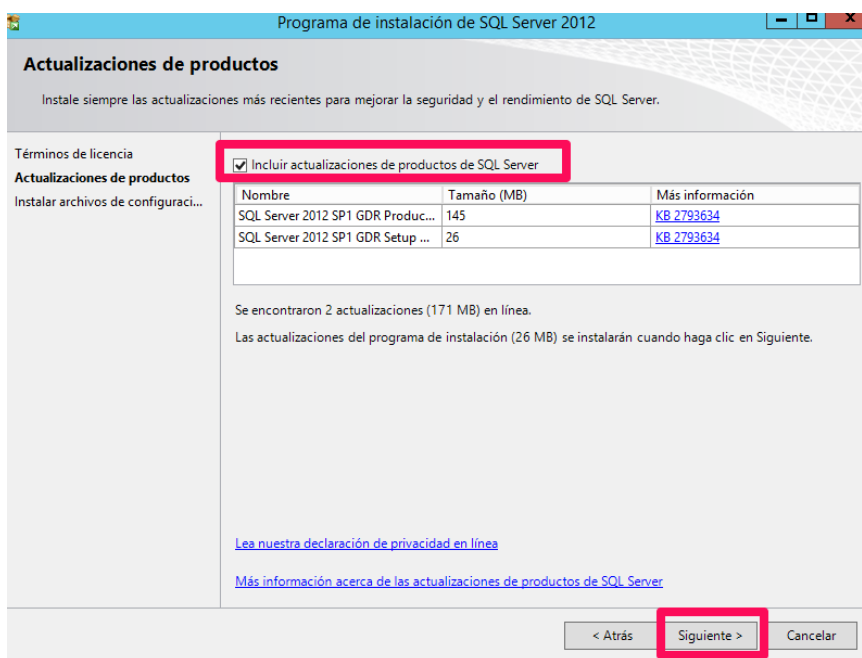 Programa de instalación de SQL Server 2012
Actualizaciones de productos
Instale siempre las actualizaciones más recientes para mejorar la seguridad y el rendimiento de SQL Server.
Términos de licencia
Actualizaciones de productos
Instalar archivos de configuraci...
Incluir actualizaciones de productos de SQL Server
Nombre Tamaño (MB) Más información
SQL Server 2012 SP1 GDR Produc... 145 KB 2793634
SQL Server 2012 SP1 GDR Setup ... 26 KB 2793634
Se encontraron 2 actualizaciones (171 MB) en línea.
Las actualizaciones del programa de instalación (26 MB) se instalarán cuando haga clic en Siguiente.
Lea nuestra declaración de privacidad en línea
Más información acerca de las actualizaciones de productos de SQL Server
< Atrás Siguiente > Cancelar